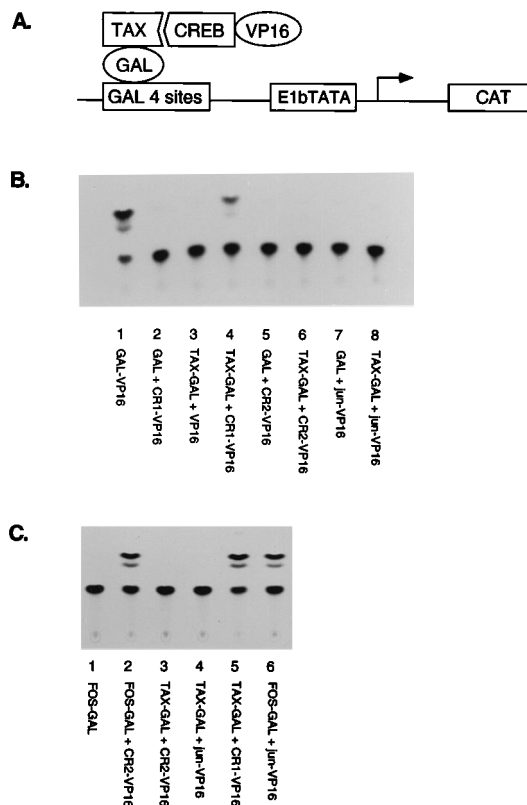 A.
TAX CREB VP16
GAL
GAL 4 sites E1bTATA CAT
B.
1 2 3 4 5 6 7 8
GAL-VP16
GAL + CR1-VP16
TAX-GAL + VP16
TAX-GAL + CR1-VP16
GAL + CR2-VP16
TAX-GAL + CR2-VP16
GAL + jun-VP16
TAX-GAL + jun-VP16
C.
1 2 3 4 5 6
FOS-GAL
FOS-GAL + CR2-VP16
TAX-GAL + CR2-VP16
TAX-GAL + jun-VP16
TAX-GAL + CR1-VP16
FOS-GAL + jun-VP16